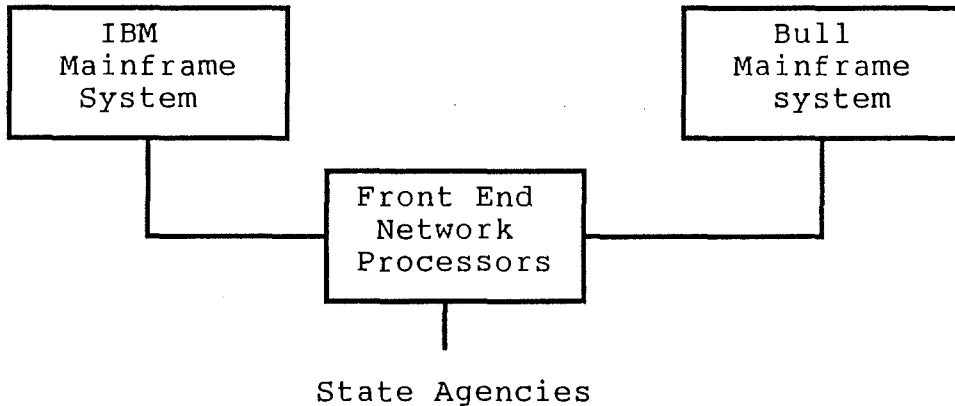 IBM
Mainframe
System
Bull
Mainframe
system
Front End
Network
Processors
State Agencies